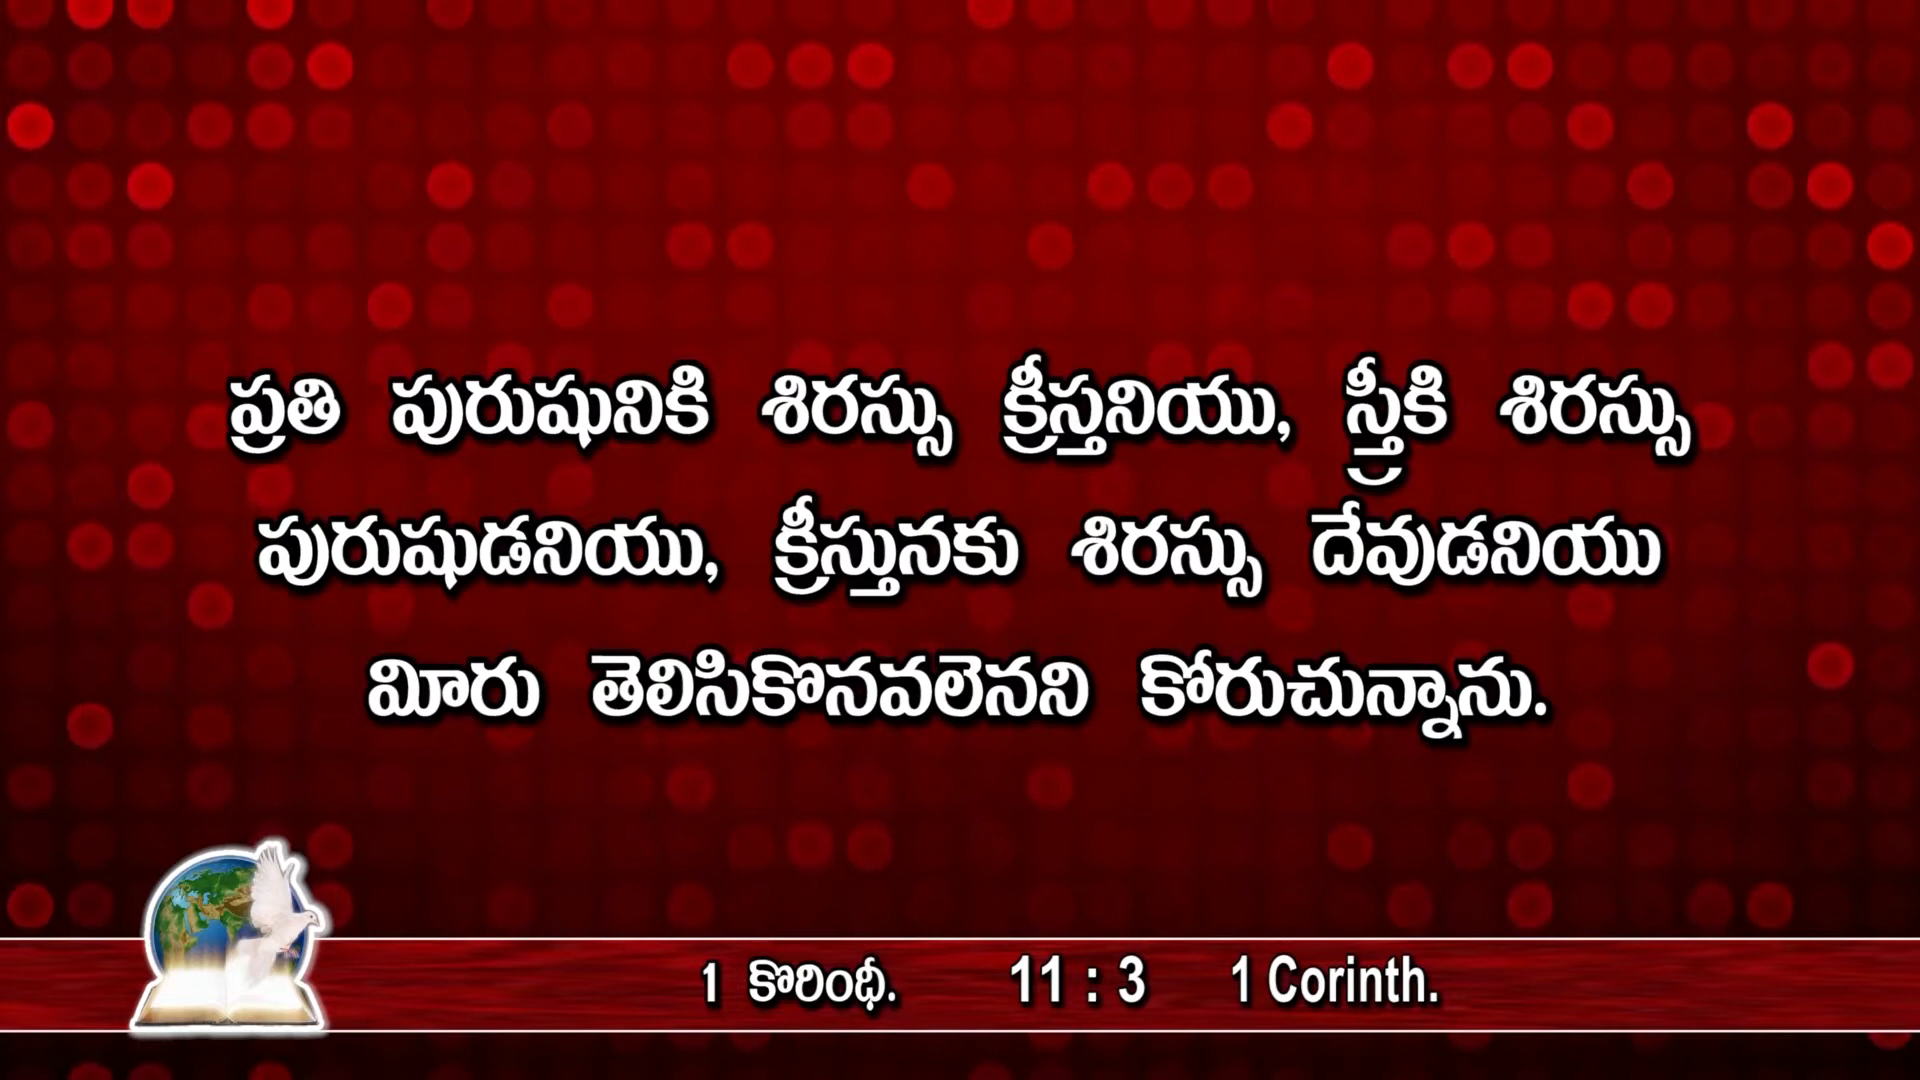 ప్రతి పురుషునికి శిరస్సు క్రీస్తనియు, స్త్రీకి శిరస్సు
పురుషుడనియు, క్రీస్తునకు శిరస్సు దేవుడనియు
మీరు తెలిసికొనవలెనని కోరుచున్నాను.
1 కొరింథీ. 11 : 3 1 Corinth.